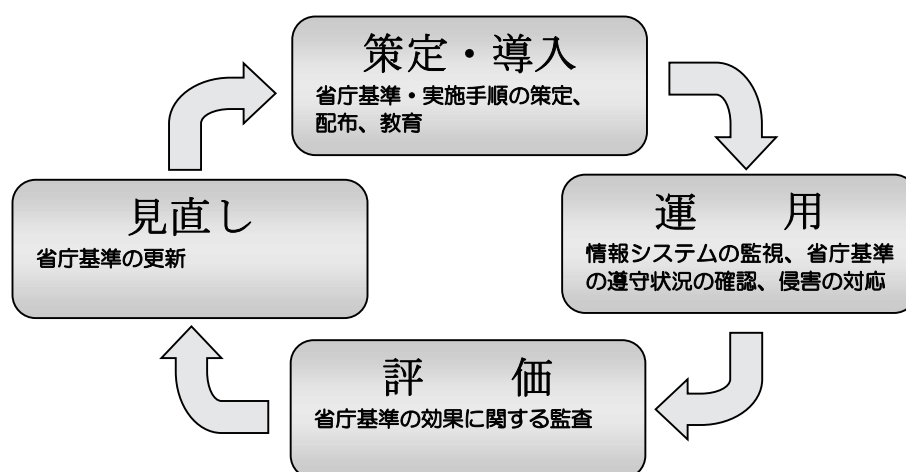 策定・導入
省庁基準・実施手順の策定、
配布、教育
見直し
省庁基準の更新
運　用
情報システムの監視、省庁基準
の遵守状況の確認、侵害の対応
評　価
省庁基準の効果に関する監査